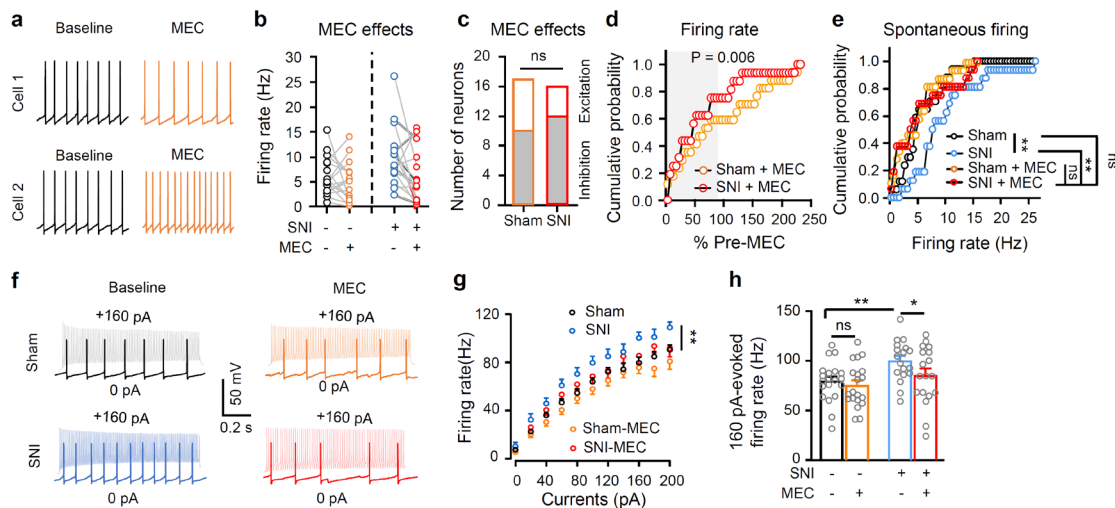 a
Baseline
MEC
Cell 1
Cell 2
b
MEC effects
Firing rate (Hz)
30
25
20
15
10
5
0
SNI
- - + +
MEC
- + - +
c
MEC effects
ns
Number of neurons
20
16
12
8
4
0
Sham SNI
Inhibition Excitation
d
Firing rate
P = 0.006
Cumulative probability
1.0
0.8
0.6
0.4
0.2
0.0
Sham + MEC
SNI + MEC
0 50 100 150 200 250
% Pre-MEC
e
Spontaneous firing
Cumulative probability
1.0
0.8
0.6
0.4
0.2
0.0
Sham
SNI
Sham + MEC
SNI + MEC
**
ns
**
ns
0 5 10 15 20 25
Firing rate (Hz)
f
Baseline
MEC
Sham
+160 pA
0 pA
+160 pA
0 pA
50 mV
0.2 s
SNI
+160 pA
0 pA
+160 pA
0 pA
g
Firing rate(Hz)
120
80
40
0
Sham
SNI
**
Sham-MEC
SNI-MEC
0 40 80 120 160 200
Currents (pA)
h
160 pA-evoked
firing rate (Hz)
150
100
50
0
**
*
ns
SNI
- - + +
MEC
- + - +